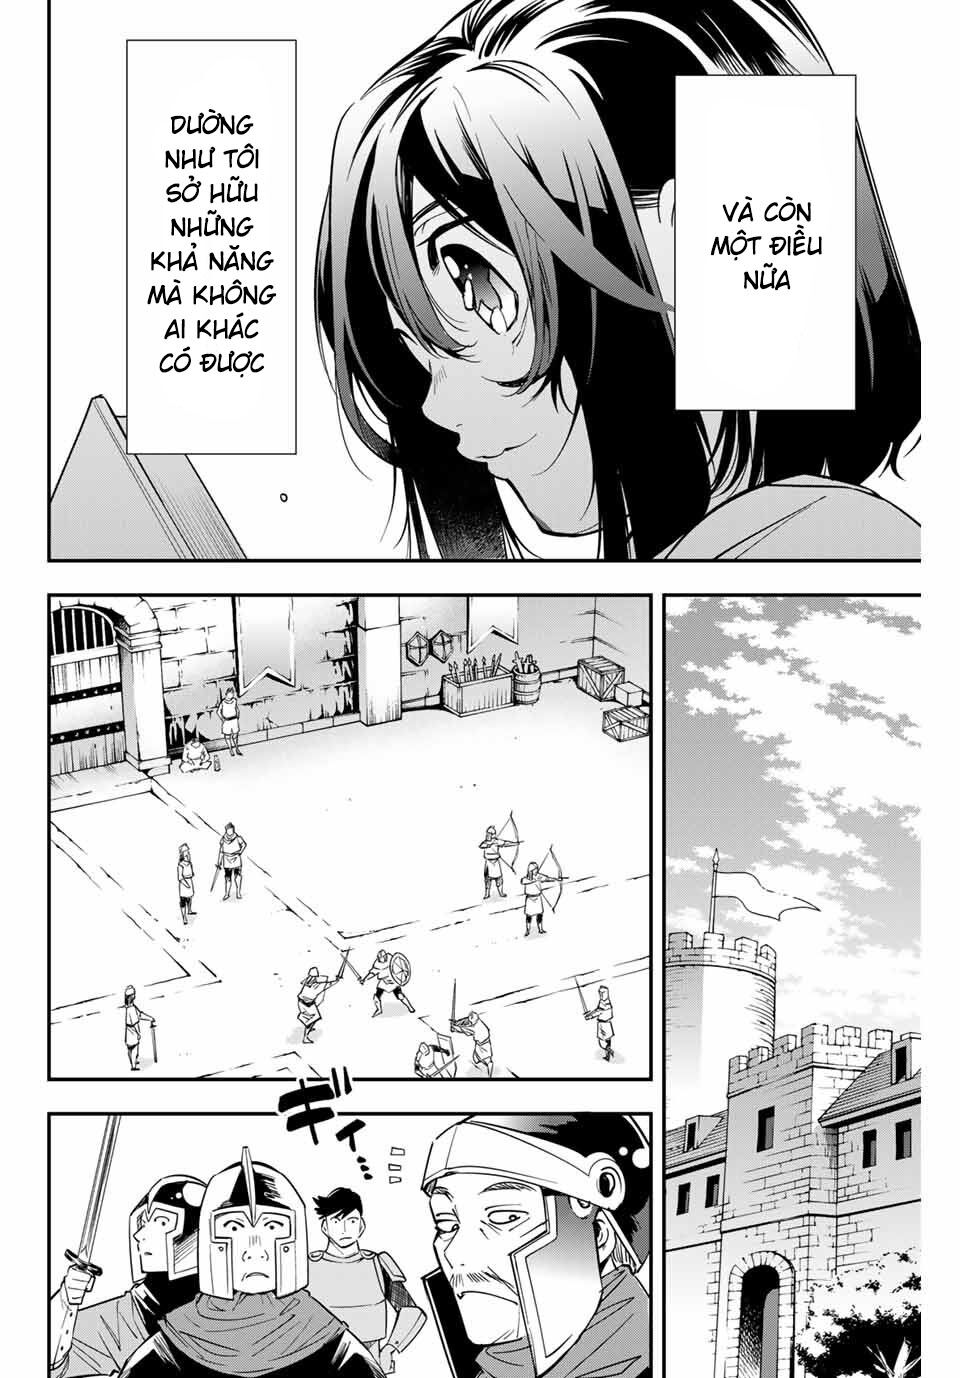 VÀ CÒN
MỘT ĐIỀU
NỮA
DƯỜNG
NHƯ TÔI
SỞ HỮU
NHỮNG
KHẢ NĂNG
MÀ KHÔNG
AI KHÁC
CÓ ĐƯỢC
ギィ…